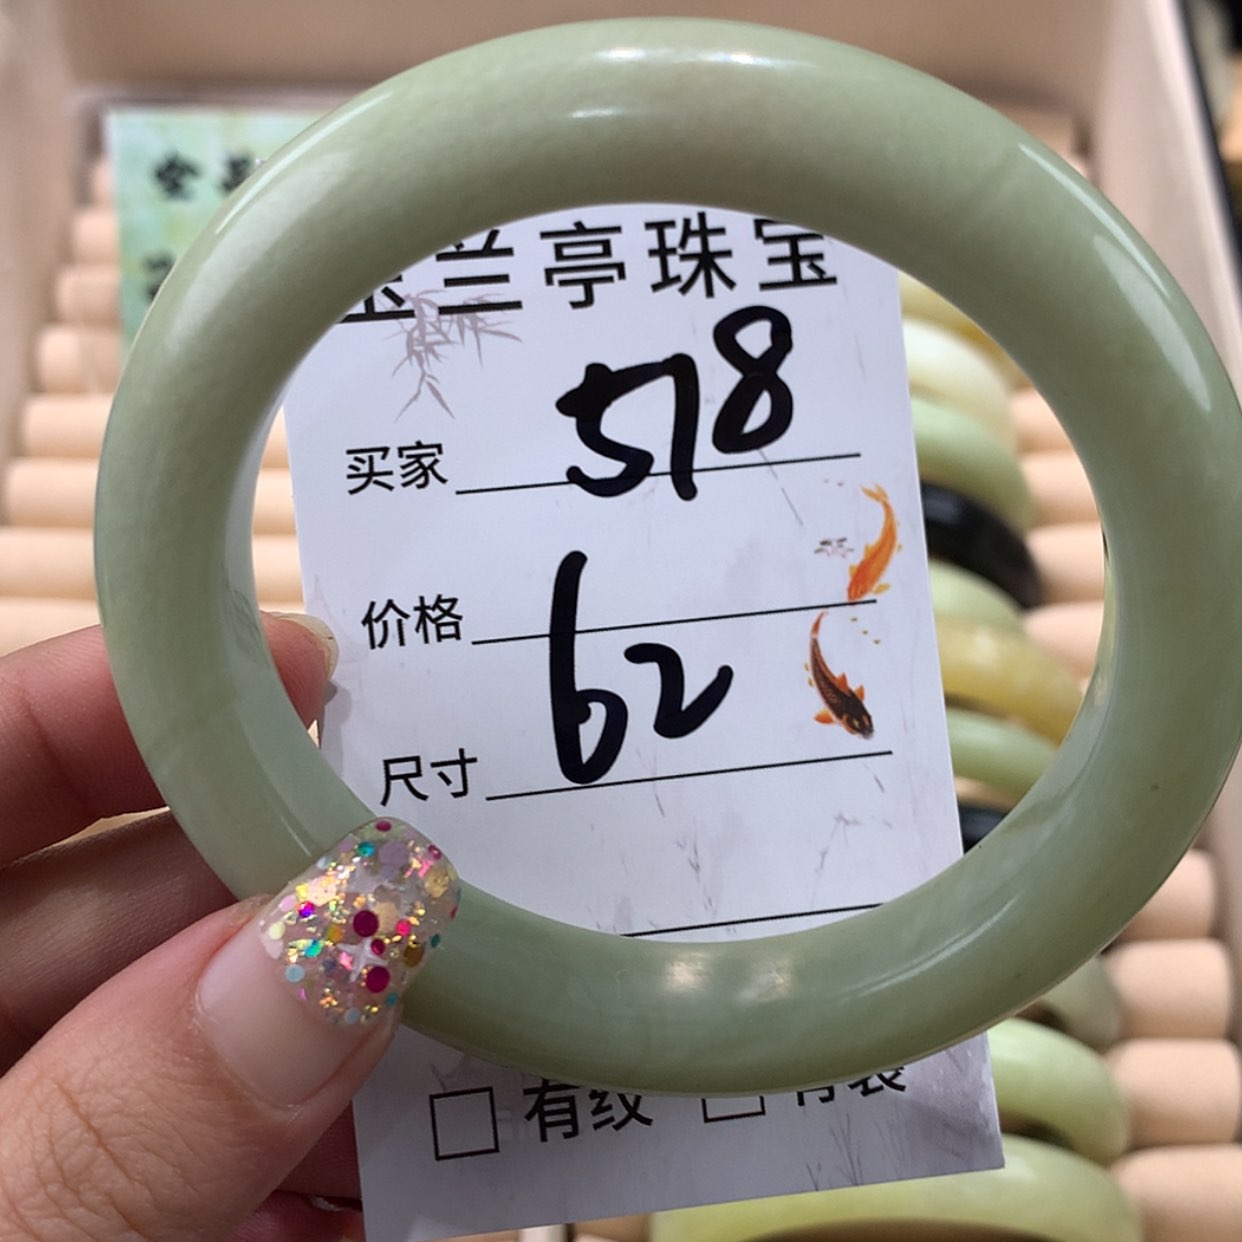 兰亭珠宝
买家 518
价格
尺寸 62
有纹